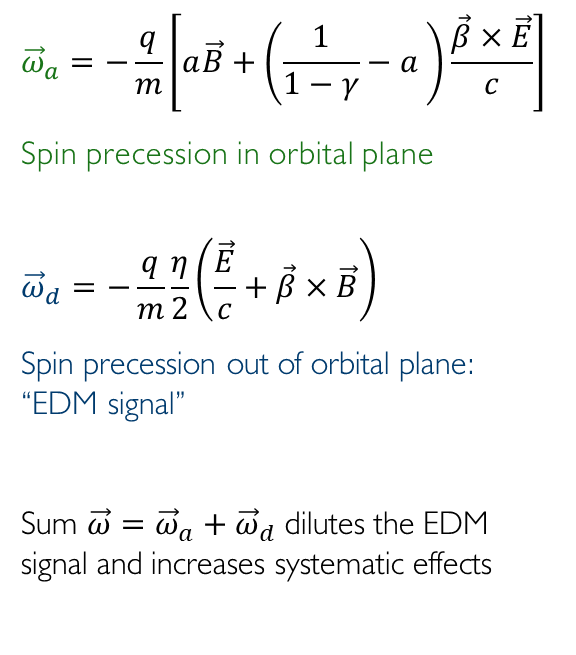 $\vec{\omega}_a = -\frac{q}{m}\left[a\vec{B} + \left(\frac{1}{1-\gamma} - a\right)\frac{\vec{\beta} \times \vec{E}}{c}\right]$
Spin precession in orbital plane
$\vec{\omega}_d = -\frac{q}{m}\frac{\eta}{2}\left(\frac{\vec{E}}{c} + \vec{\beta} \times \vec{B}\right)$
Spin precession out of orbital plane:
“EDM signal”
Sum $\vec{\omega} = \vec{\omega}_a + \vec{\omega}_d$ dilutes the EDM
signal and increases systematic effects